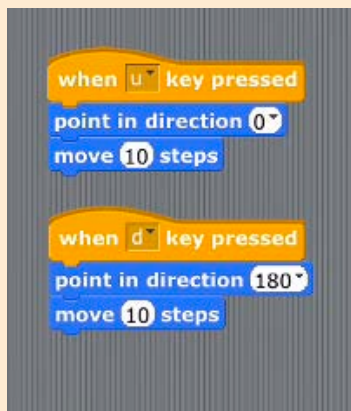 when u key pressed
point in direction 0
move 10 steps
when d key pressed
point in direction 180
move 10 steps